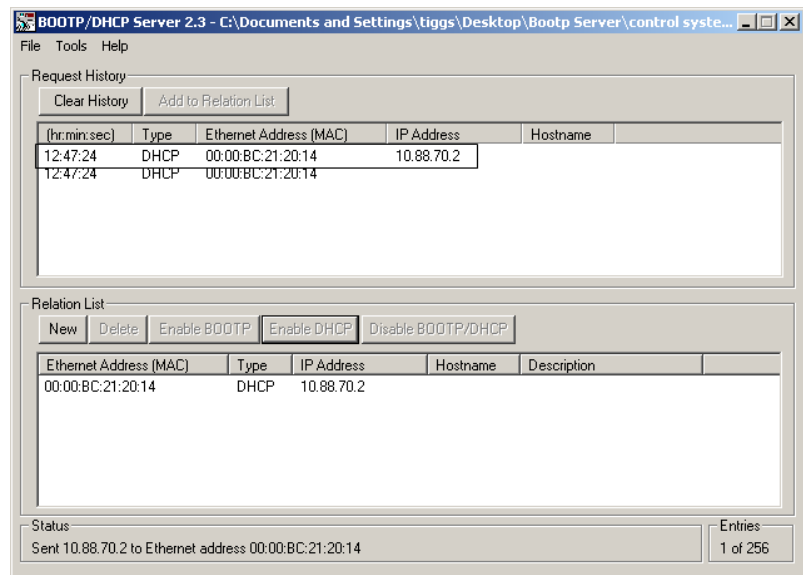 BOOTP/DHCP Server 2.3 - C:\Documents and Settings\tiggs\Desktop\Bootp Server\control syste...
File Tools Help
Request History
Clear History Add to Relation List
(hr:min:sec) Type Ethernet Address (MAC) IP Address Hostname
12:47:24 DHCP 00:00:BC:21:20:14 10.88.70.2
12:47:24 DHCP 00:00:BC:21:20:14
Relation List
New Delete Enable BOOTP Enable DHCP Disable BOOTP/DHCP
Ethernet Address (MAC) Type IP Address Hostname Description
00:00:BC:21:20:14 DHCP 10.88.70.2
Status
Sent 10.88.70.2 to Ethernet address 00:00:BC:21:20:14
Entries
1 of 256